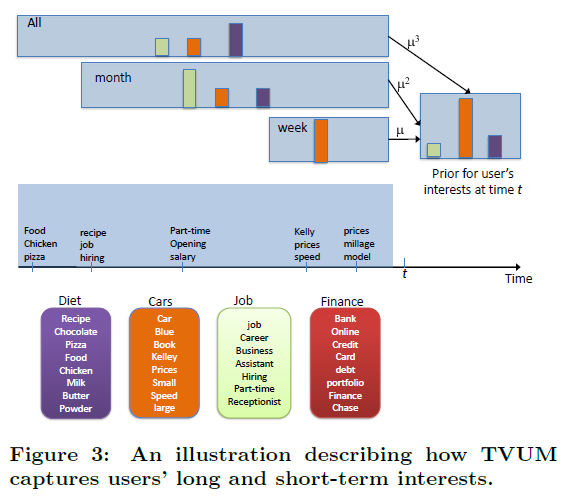 All
μ³
month
μ²
week
μ
Prior for user's
interests at time t
Food
Chicken
pizza
recipe
job
hiring
Part-time
Opening
salary
Kelly
prices
speed
prices
millage
model
t
Time
Diet
Recipe
Chocolate
Pizza
Food
Chicken
Milk
Butter
Powder
Cars
Car
Blue
Book
Kelley
Prices
Small
Speed
large
Job
job
Career
Business
Assistant
Hiring
Part-time
Receptionist
Finance
Bank
Online
Credit
Card
debt
portfolio
Finance
Chase
Figure 3: An illustration describing how TVUM
captures users' long and short-term interests.